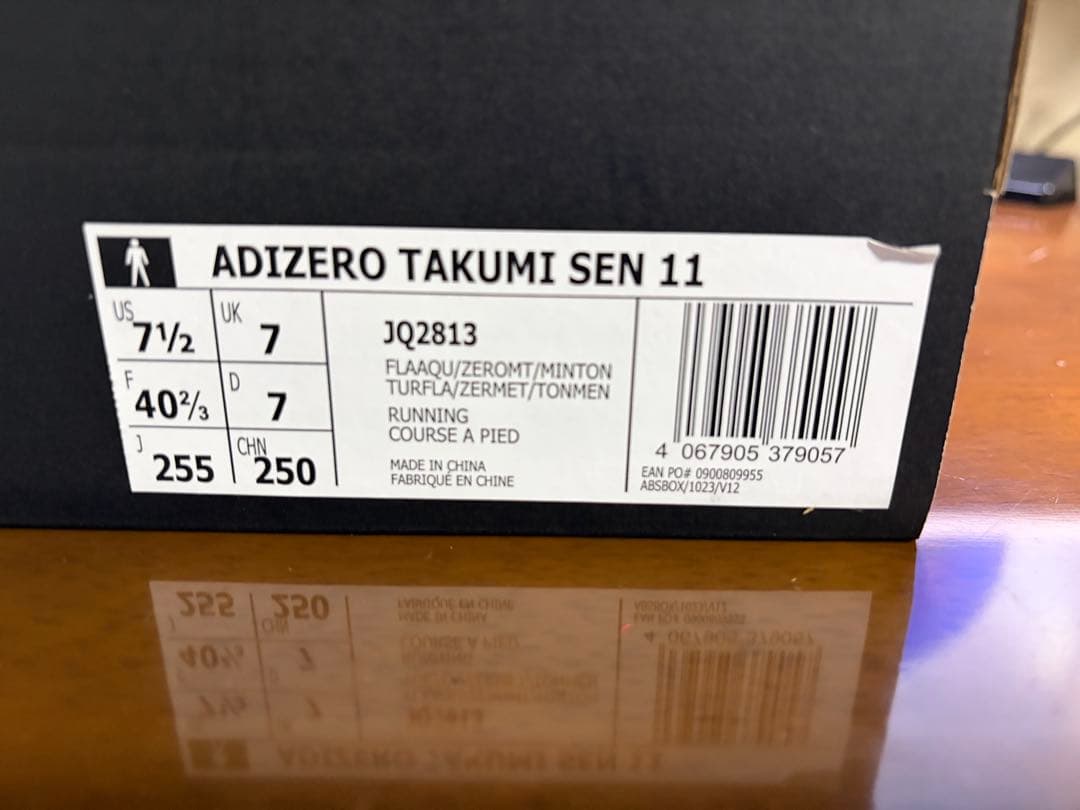 ADIZERO TAKUMI SEN 11
US 7½ UK 7
F 40⅔ D 7
J 255 CHN 250
JQ2813
FLAAQU/ZEROMT/MINTON
TURFLA/ZERMET/TONMEN
RUNNING
COURSE A PIED
MADE IN CHINA
FABRIQUÉ EN CHINE
4 067905 379057
EAN PO# 0900809955
ABSBOX/1023/V12